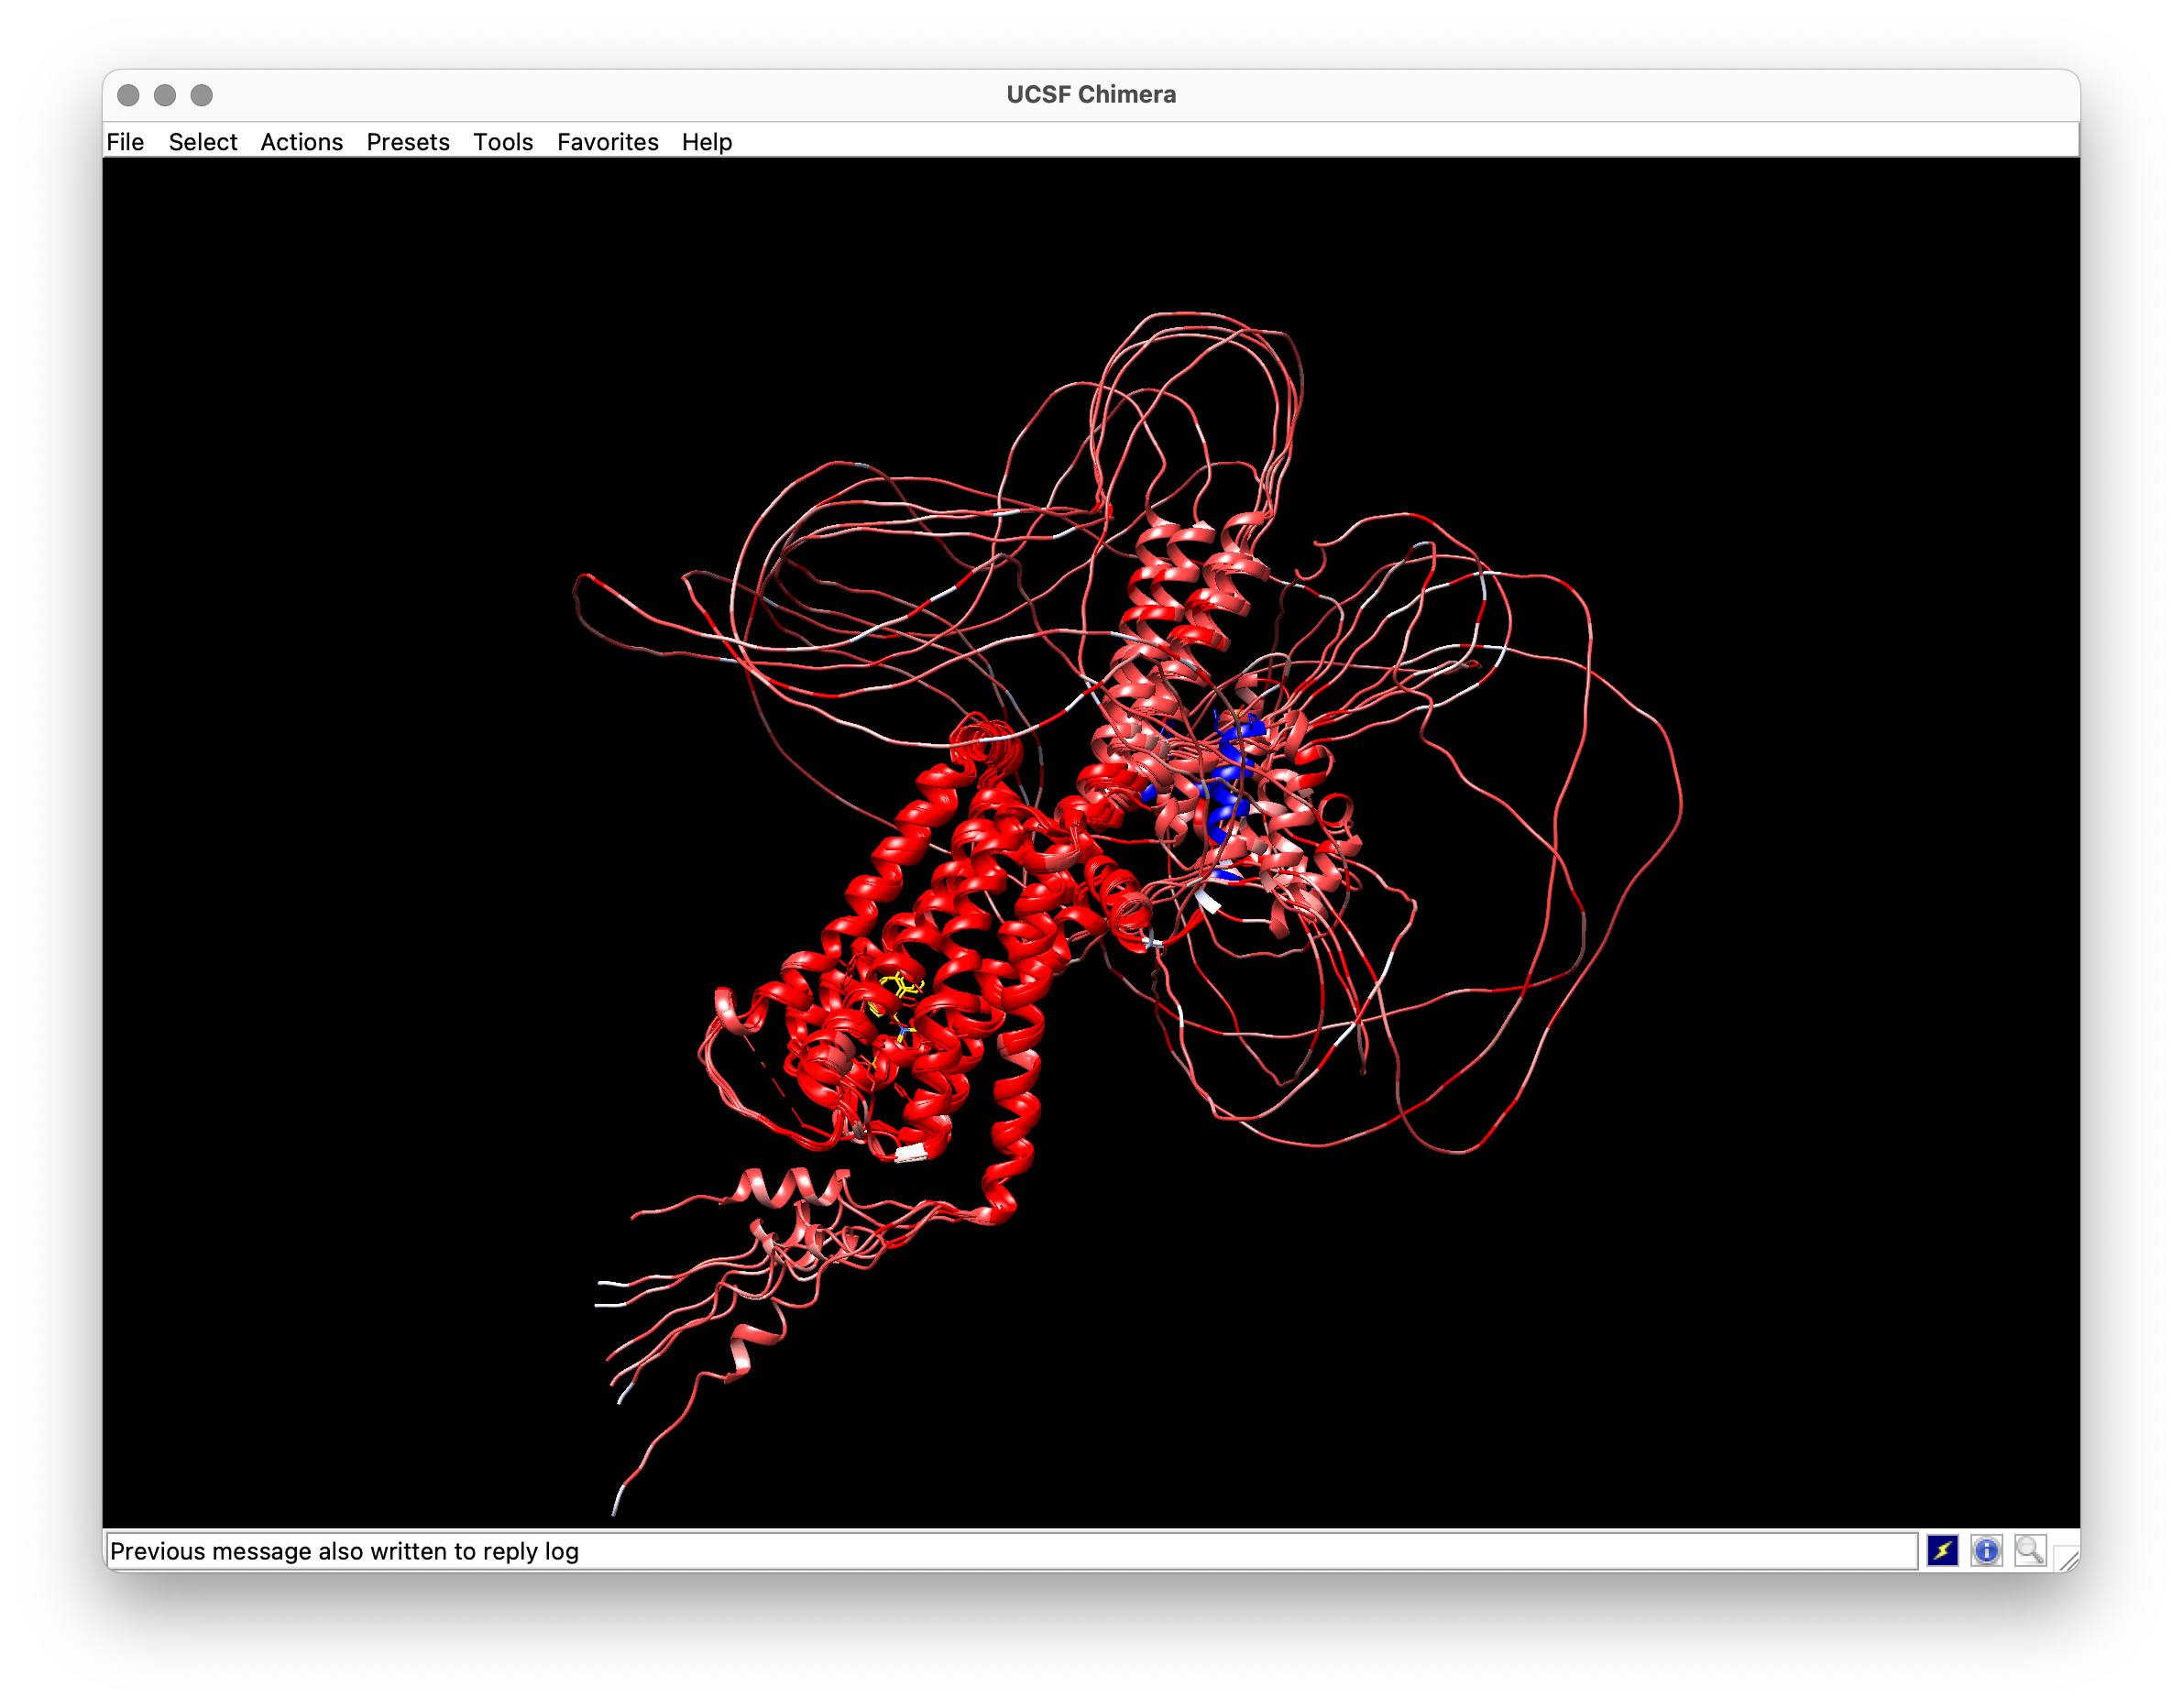 UCSF Chimera
File Select Actions Presets Tools Favorites Help
Previous message also written to reply log